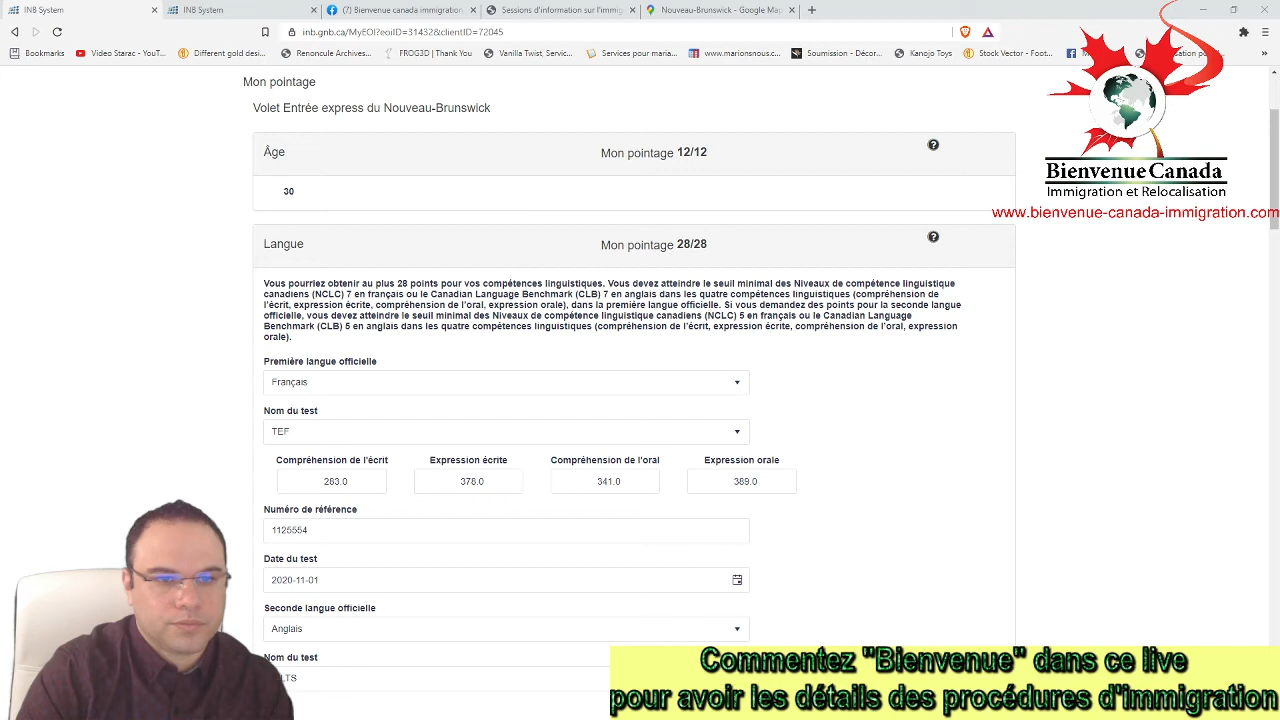 INB System
INB System
(7) Bienvenue canada immigration
Sessions d'information sur l'immig
Nouveau-Brunswick - Google Map
inb.gnb.ca/MyEOI?eoiID=31432&clientID=72045
Bookmarks
Video Starac - YouT...
Different gold desi...
Renoncule Archives...
FROG3D | Thank You
Vanilla Twist, Servin...
Services pour maria...
www.marionsnous....
Soumission - Décor...
Kanojo Toys
Stock Vector - Foot...
Mon pointage
Volet Entrée express du Nouveau-Brunswick
Âge
Mon pointage 12/12
30
Bienvenue Canada
Immigration et Relocalisation
www.bienvenue-canada-immigration.com
Langue
Mon pointage 28/28
Vous pourriez obtenir au plus 28 points pour vos compétences linguistiques. Vous devez atteindre le seuil minimal des Niveaux de compétence linguistique
canadiens (NCLC) 7 en français ou le Canadian Language Benchmark (CLB) 7 en anglais dans les quatre compétences linguistiques (compréhension de
l'écrit, expression écrite, compréhension de l'oral, expression orale), dans la première langue officielle. Si vous demandez des points pour la seconde langue
officielle, vous devez atteindre le seuil minimal des Niveaux de compétence linguistique canadiens (NCLC) 5 en français ou le Canadian Language
Benchmark (CLB) 5 en anglais dans les quatre compétences linguistiques (compréhension de l'écrit, expression écrite, compréhension de l'oral, expression
orale).
Première langue officielle
Français
Nom du test
TEF
Compréhension de l'écrit
Expression écrite
Compréhension de l'oral
Expression orale
283.0
378.0
341.0
389.0
Numéro de référence
1125554
Date du test
2020-11-01
Seconde langue officielle
Anglais
Nom du test
LTS
Commentez "Bienvenue" dans ce live
pour avoir les détails des procédures d'immigration